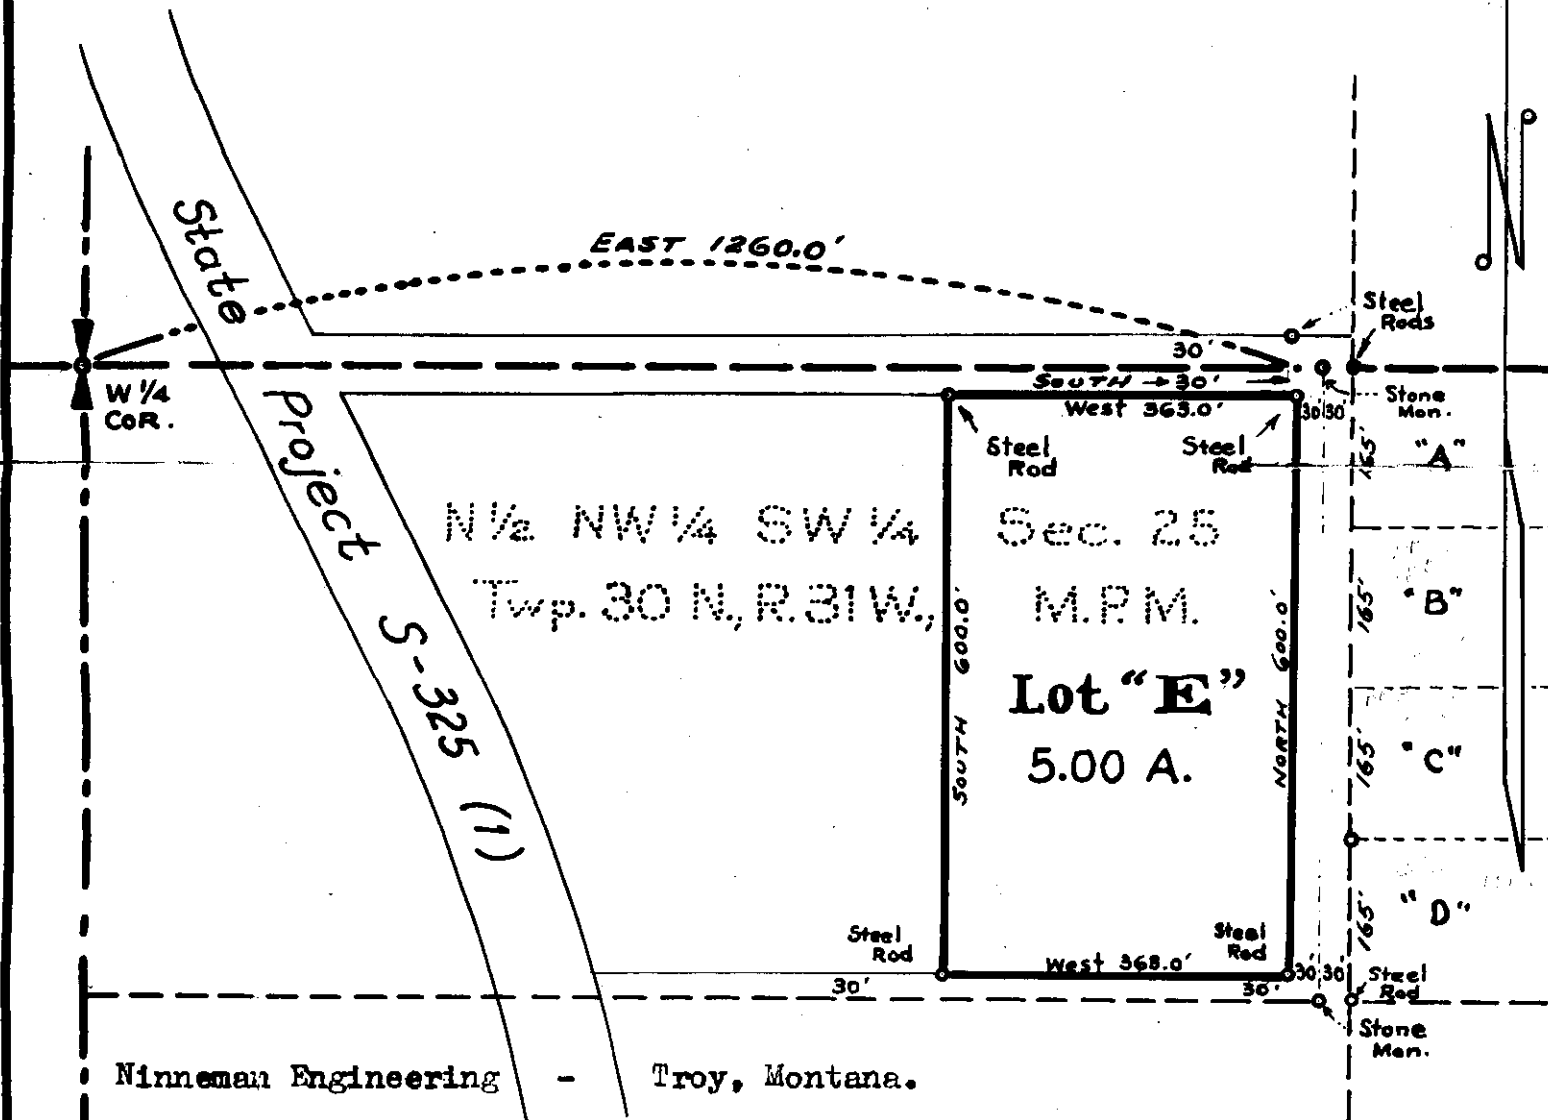 State
Project
S-325 (1)
EAST 1260.0'
Steel
Rods
30'
SOUTH → 30'
West 363.0'
30' 30'
Stone
Mon.
W 1/4
COR.
Steel
Rod
Steel
Rod
165'
"A"
N 1/2 NW 1/4 SW 1/4 Sec. 25
Twp. 30 N., R. 31 W., M.P.M.
165'
"B"
SOUTH 600.0'
NORTH 600.0'
Lot "E"
5.00 A.
165'
"C"
165'
"D"
Steel
Rod
Steel
Rod
West 363.0'
30' 30'
30'
30'
Steel
Rod
Stone
Mon.
Ninneman Engineering - Troy, Montana.